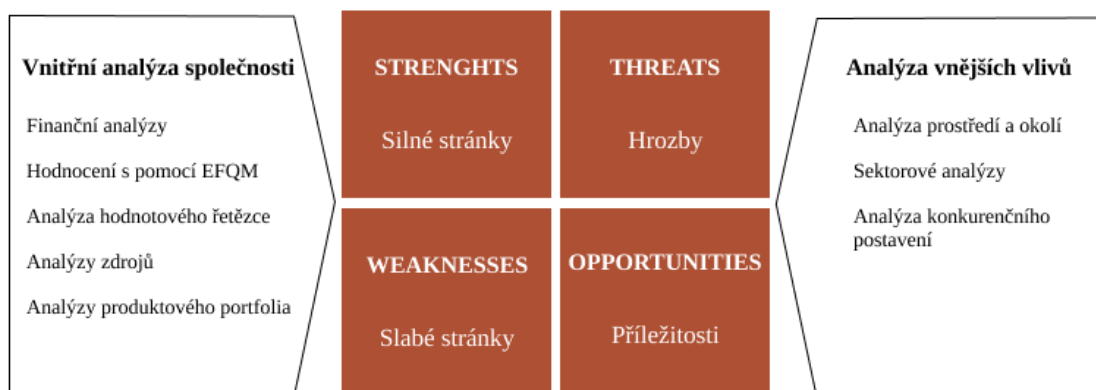 Vnitřní analýza společnosti
Finanční analýzy
Hodnocení s pomocí EFQM
Analýza hodnotového řetězce
Analýzy zdrojů
Analýzy produktového portfolia
STRENGHTS
Silné stránky
THREATS
Hrozby
WEAKNESSES
Slabé stránky
OPPORTUNITIES
Příležitosti
Analýza vnějších vlivů
Analýza prostředí a okolí
Sektorové analýzy
Analýza konkurenčního
postavení